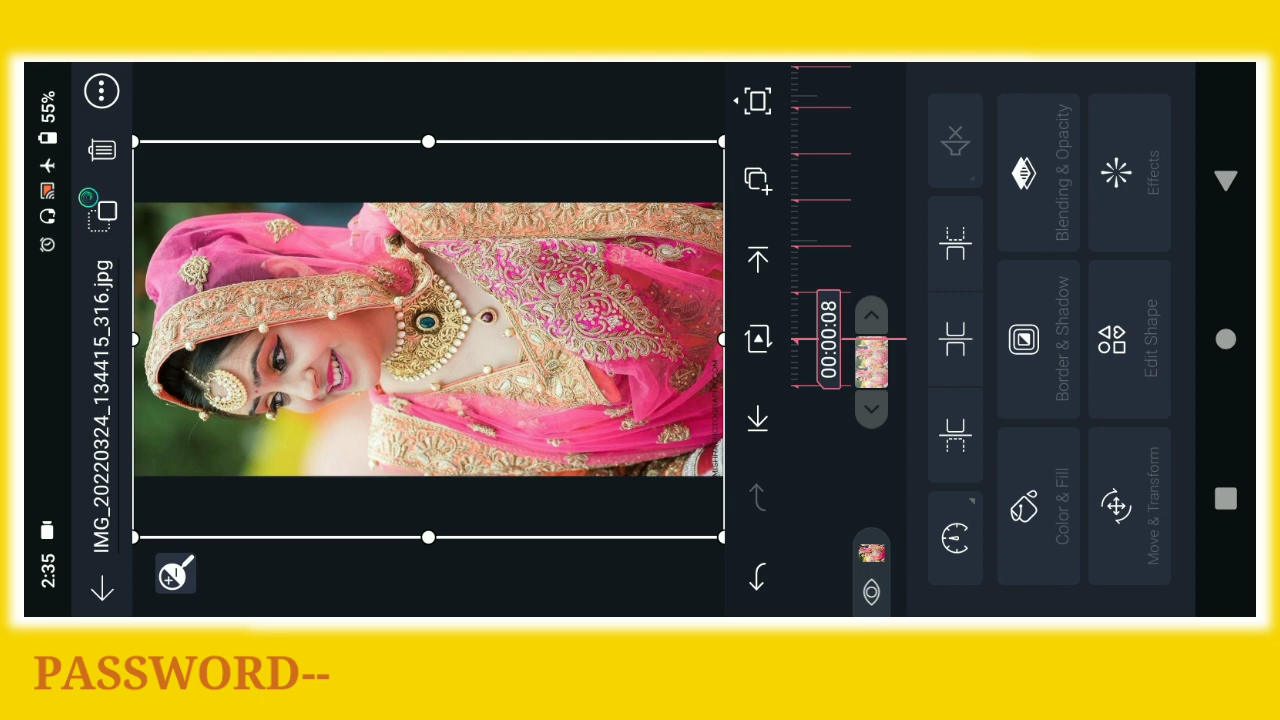 2:35
55%
IMG_20220324_134415_316.jpg
00:00:08
Color & Fill
Border & Shadow
Blending & Opacity
Move & Transform
Edit Shape
Effects
PASSWORD--